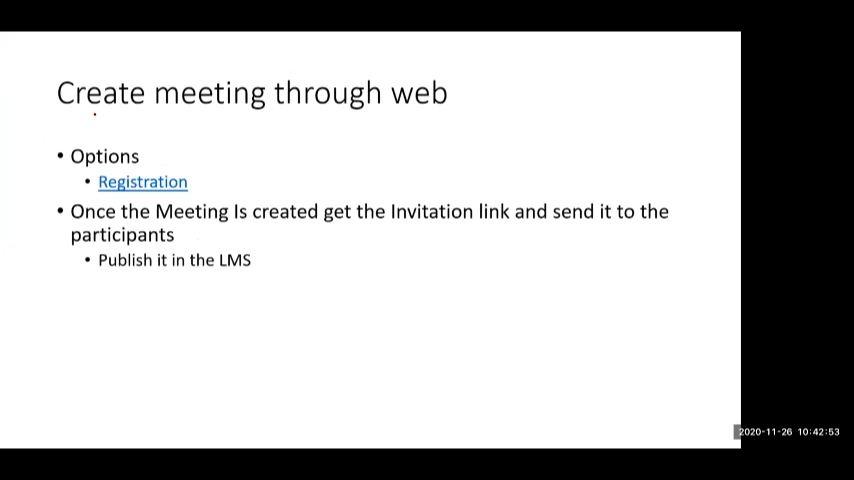 Create meeting through web
• Options
• Registration
• Once the Meeting Is created get the Invitation link and send it to the
participants
• Publish it in the LMS
2020-11-26 10:42:53